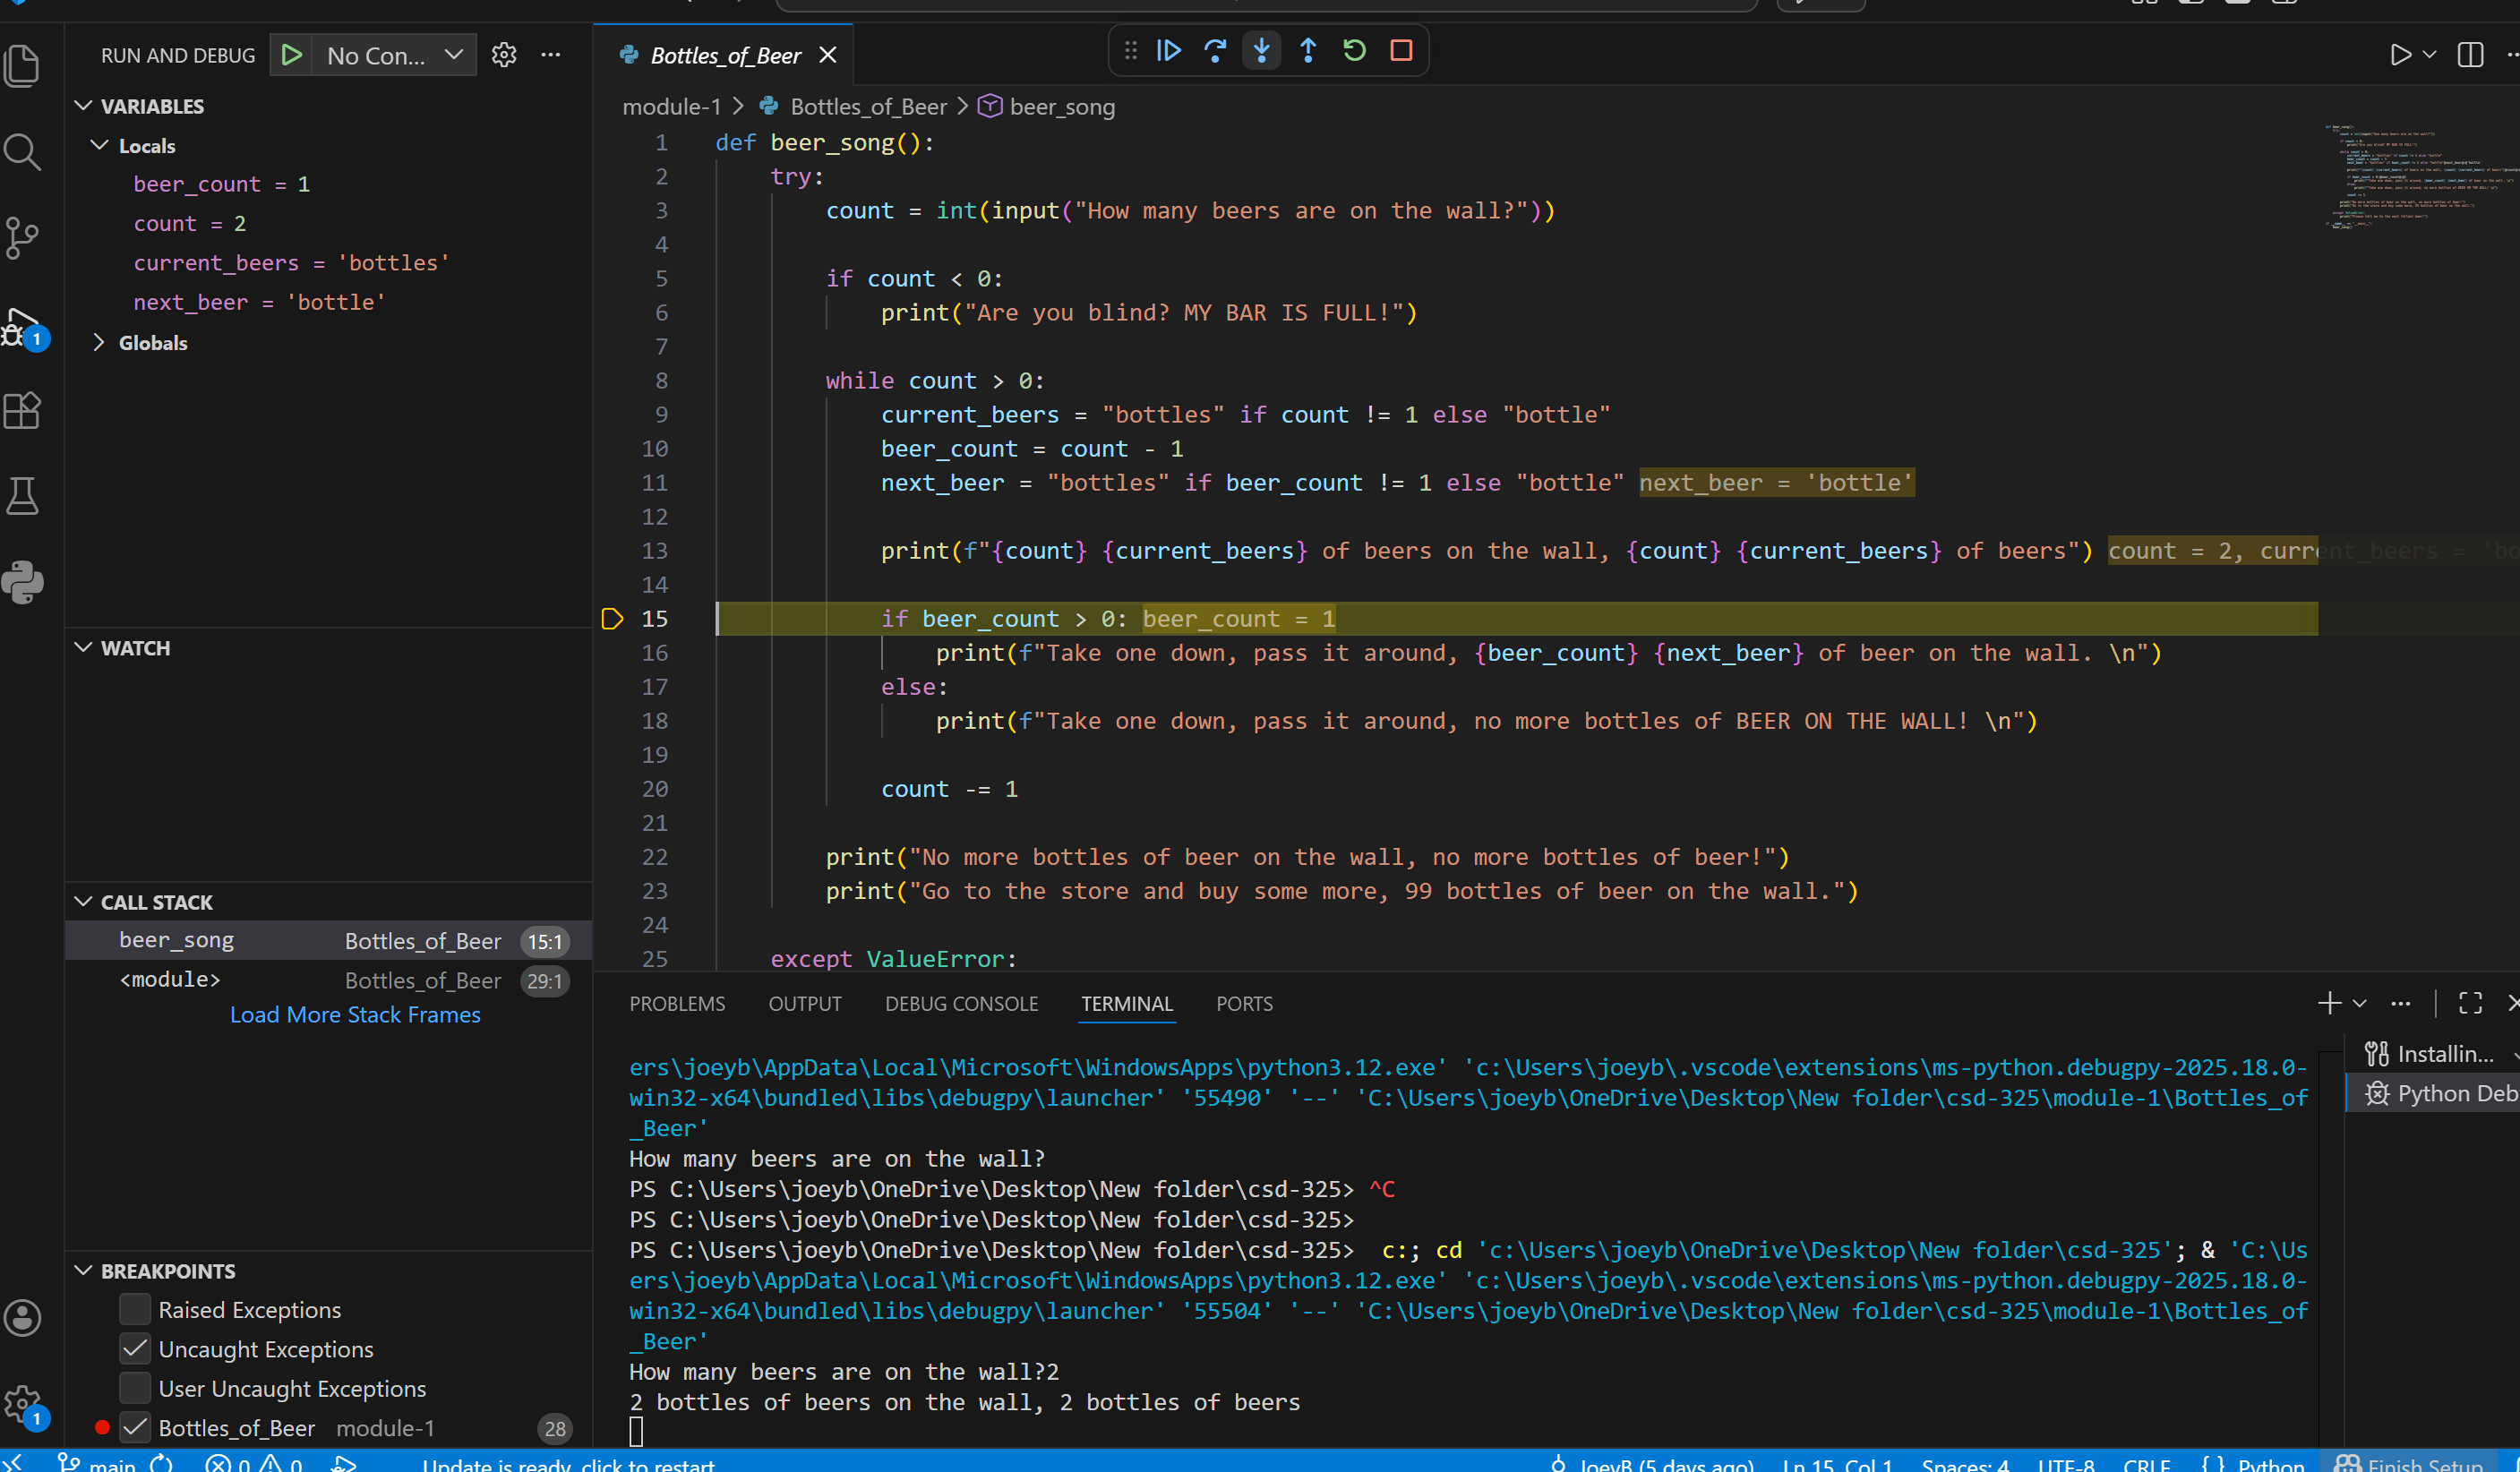 RUN AND DEBUG
No Con...
VARIABLES
Locals
beer_count = 1
count = 2
current_beers = 'bottles'
next_beer = 'bottle'
Globals
1
WATCH
CALL STACK
beer_song Bottles_of_Beer 15:1
<module> Bottles_of_Beer 29:1
Load More Stack Frames
BREAKPOINTS
Raised Exceptions
Uncaught Exceptions
User Uncaught Exceptions
Bottles_of_Beer module-1 28
1
Bottles_of_Beer
module-1 > Bottles_of_Beer > beer_song
1 def beer_song():
2 try:
3 count = int(input("How many beers are on the wall?"))
4
5 if count < 0:
6 print("Are you blind? MY BAR IS FULL!")
7
8 while count > 0:
9 current_beers = "bottles" if count != 1 else "bottle"
10 beer_count = count - 1
11 next_beer = "bottles" if beer_count != 1 else "bottle" next_beer = 'bottle'
12
13 print(f"{count} {current_beers} of beers on the wall, {count} {current_beers} of beers") count = 2, current_beers = 'bo
14
15 if beer_count > 0: beer_count = 1
16 print(f"Take one down, pass it around, {beer_count} {next_beer} of beer on the wall. \n")
17 else:
18 print(f"Take one down, pass it around, no more bottles of BEER ON THE WALL! \n")
19
20 count -= 1
21
22 print("No more bottles of beer on the wall, no more bottles of beer!")
23 print("Go to the store and buy some more, 99 bottles of beer on the wall.")
24
25 except ValueError:
PROBLEMS OUTPUT DEBUG CONSOLE TERMINAL PORTS
ers\joeyb\AppData\Local\Microsoft\WindowsApps\python3.12.exe' 'c:\Users\joeyb\.vscode\extensions\ms-python.debugpy-2025.18.0-
win32-x64\bundled\libs\debugpy\launcher' '55490' '--' 'C:\Users\joeyb\OneDrive\Desktop\New folder\csd-325\module-1\Bottles_of
_Beer'
How many beers are on the wall?
PS C:\Users\joeyb\OneDrive\Desktop\New folder\csd-325> ^C
PS C:\Users\joeyb\OneDrive\Desktop\New folder\csd-325>
PS C:\Users\joeyb\OneDrive\Desktop\New folder\csd-325>  c:; cd 'c:\Users\joeyb\OneDrive\Desktop\New folder\csd-325'; & 'C:\Us
ers\joeyb\AppData\Local\Microsoft\WindowsApps\python3.12.exe' 'c:\Users\joeyb\.vscode\extensions\ms-python.debugpy-2025.18.0-
win32-x64\bundled\libs\debugpy\launcher' '55504' '--' 'C:\Users\joeyb\OneDrive\Desktop\New folder\csd-325\module-1\Bottles_of
_Beer'
How many beers are on the wall?2
2 bottles of beers on the wall, 2 bottles of beers
Installin...
Python Deb
main 0 0 Update is ready, click to restart. JoeyB (5 days ago) Ln 15, Col 1 Spaces: 4 UTF-8 CRLF {} Python Finish Setup